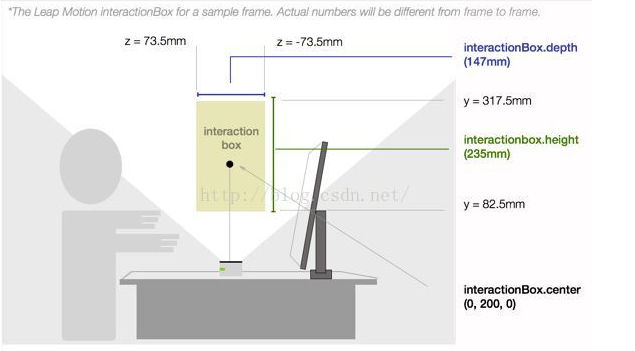 *The Leap Motion interactionBox for a sample frame. Actual numbers will be different from frame to frame.
z = 73.5mm
z = -73.5mm
interactionBox.depth
(147mm)
y = 317.5mm
interaction
box
interactionbox.height
(235mm)
http://blog.csdn.net/
y = 82.5mm
interactionBox.center
(0, 200, 0)